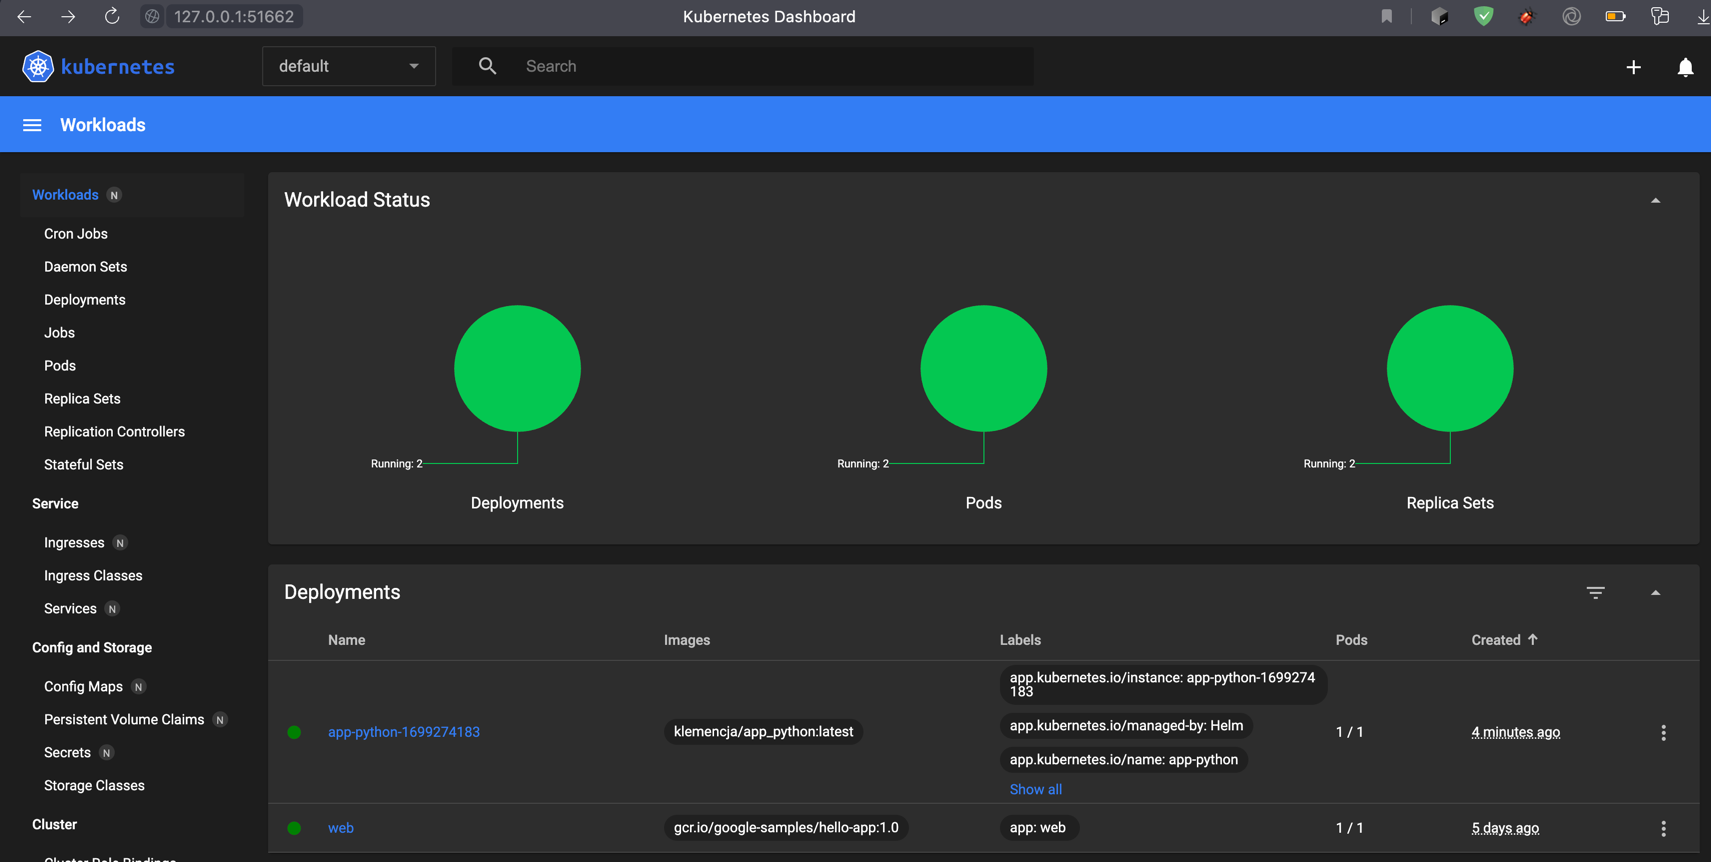 127.0.0.1:51662
Kubernetes Dashboard
kubernetes
default
Search
Workloads
Workloads N
Cron Jobs
Daemon Sets
Deployments
Jobs
Pods
Replica Sets
Replication Controllers
Stateful Sets
Service
Ingresses N
Ingress Classes
Services N
Config and Storage
Config Maps N
Persistent Volume Claims N
Secrets N
Storage Classes
Cluster
Cluster Role Bindings
Workload Status
Running: 2
Deployments
Running: 2
Pods
Running: 2
Replica Sets
Deployments
Name Images Labels Pods Created
app-python-1699274183
klemencja/app_python:latest
app.kubernetes.io/instance: app-python-1699274
183
app.kubernetes.io/managed-by: Helm
app.kubernetes.io/name: app-python
Show all
1 / 1
4 minutes ago
web
gcr.io/google-samples/hello-app:1.0
app: web
1 / 1
5 days ago